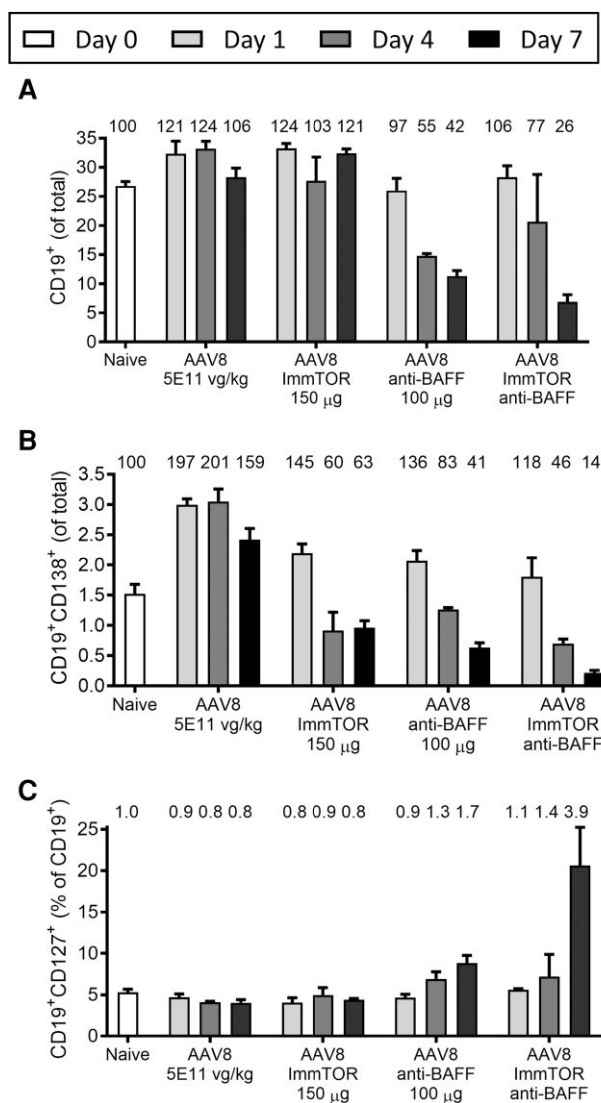 Day 0 Day 1 Day 4 Day 7
A
100 121 124 106 124 103 121 97 55 42 106 77 26
CD19+ (of total)
35
30
25
20
15
10
5
0
Naive AAV8 AAV8 AAV8 AAV8
5E11 vg/kg ImmTOR anti-BAFF ImmTOR
150 μg 100 μg anti-BAFF
B
100 197 201 159 145 60 63 136 83 41 118 46 14
CD19+CD138+ (of total)
3.5
3.0
2.5
2.0
1.5
1.0
0.5
0.0
Naive AAV8 AAV8 AAV8 AAV8
5E11 vg/kg ImmTOR anti-BAFF ImmTOR
150 μg 100 μg anti-BAFF
C
1.0 0.9 0.8 0.8 0.8 0.9 0.8 0.9 1.3 1.7 1.1 1.4 3.9
CD19+CD127+ (% of CD19+)
25
20
15
10
5
0
Naive AAV8 AAV8 AAV8 AAV8
5E11 vg/kg ImmTOR anti-BAFF ImmTOR
150 μg 100 μg anti-BAFF